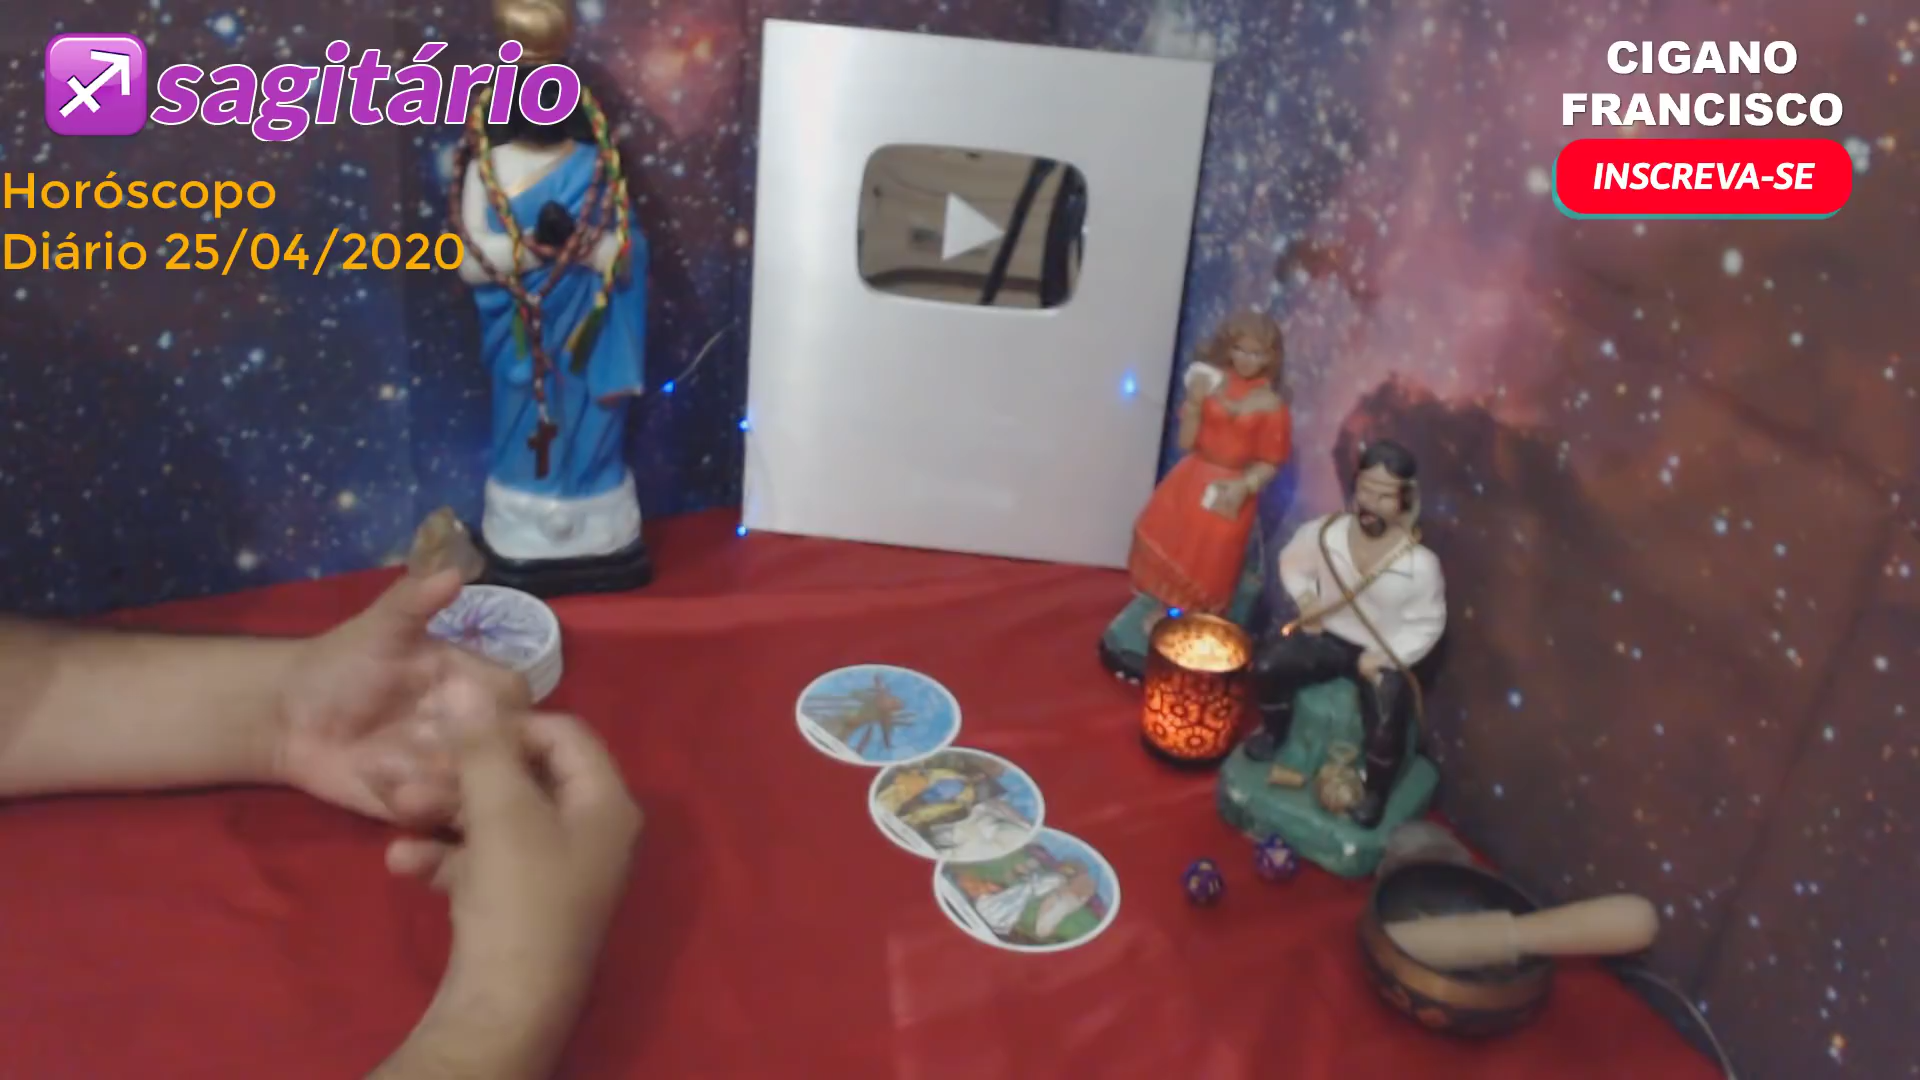 sagitário
Horóscopo
Diário 25/04/2020
CIGANO
FRANCISCO
INSCREVA-SE